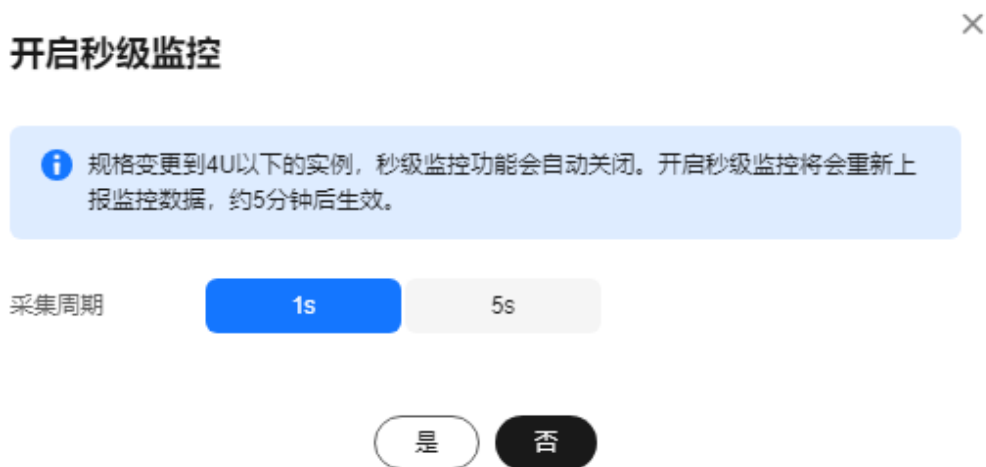 开启秒级监控
规格变更到4U以下的实例，秒级监控功能会自动关闭。开启秒级监控将会重新上
报监控数据，约5分钟后生效。
采集周期 1s 5s
是 否